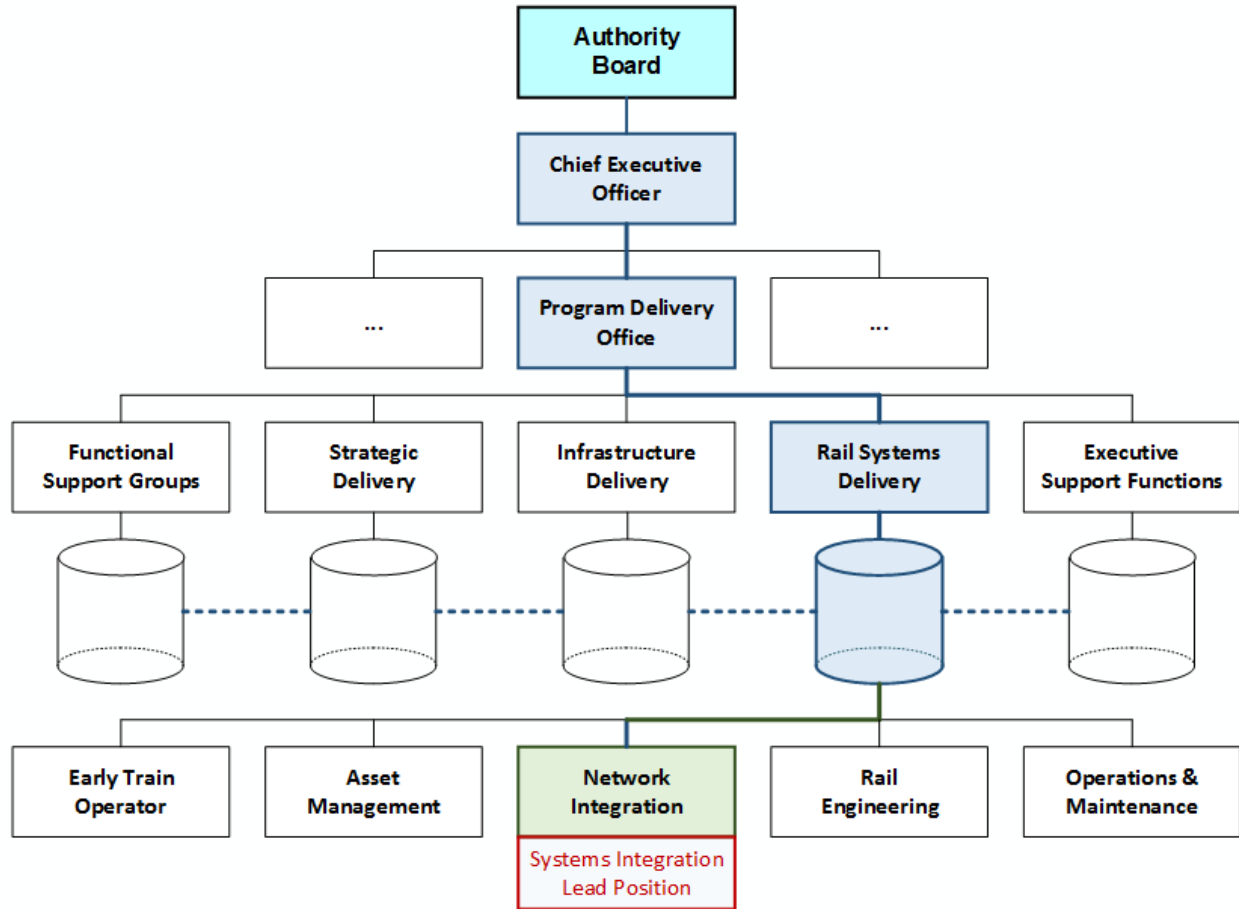 Authority
Board
Chief Executive
Officer
...
Program Delivery
Office
...
Functional
Support Groups
Strategic
Delivery
Infrastructure
Delivery
Rail Systems
Delivery
Executive
Support Functions
Early Train
Operator
Asset
Management
Network
Integration
Rail
Engineering
Operations &
Maintenance
Systems Integration
Lead Position